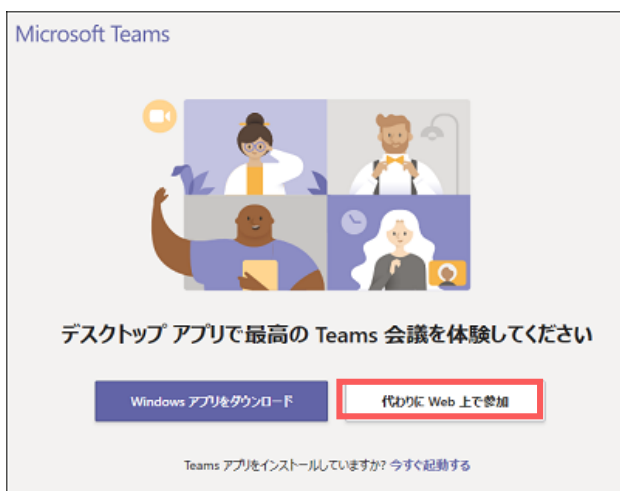 Microsoft Teams
デスクトップ アプリで最高の Teams 会議を体験してください
Windows アプリをダウンロード
代わりに Web 上で参加
Teams アプリをインストールしていますか? 今すぐ起動する